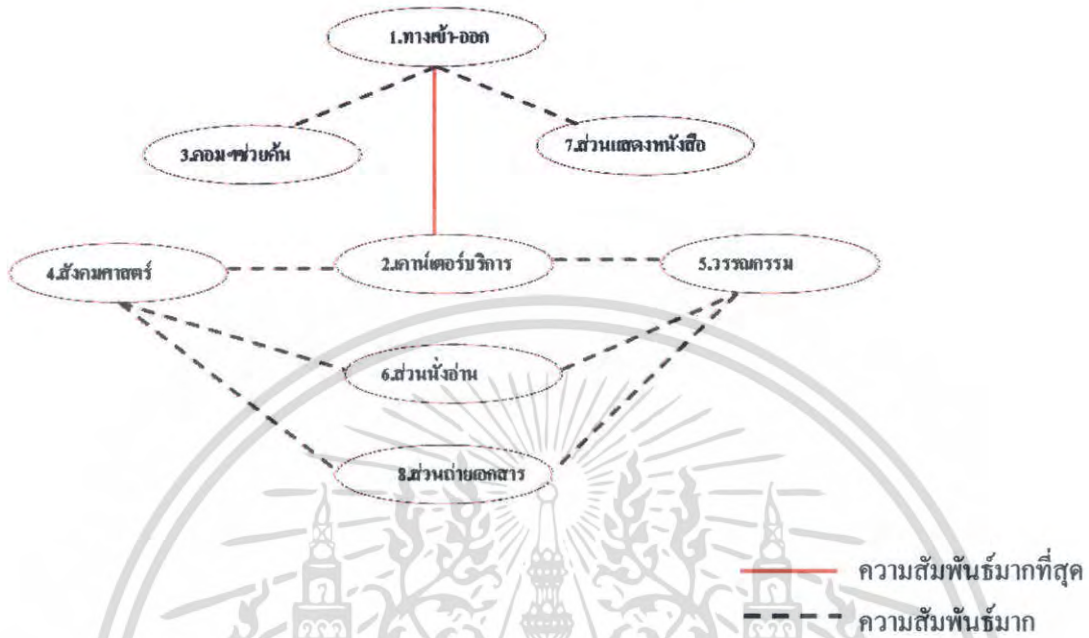 1.ทางเข้า-ออก
3.คอมฯช่วยค้น
7.ส่วนแสดงหนังสือ
4.สังคมศาสตร์
2.เคาน์เตอร์บริการ
5.วรรณกรรม
6.ส่วนนั่งอ่าน
8.ส่วนถ่ายเอกสาร
ความสัมพันธ์มากที่สุด
ความสัมพันธ์มาก